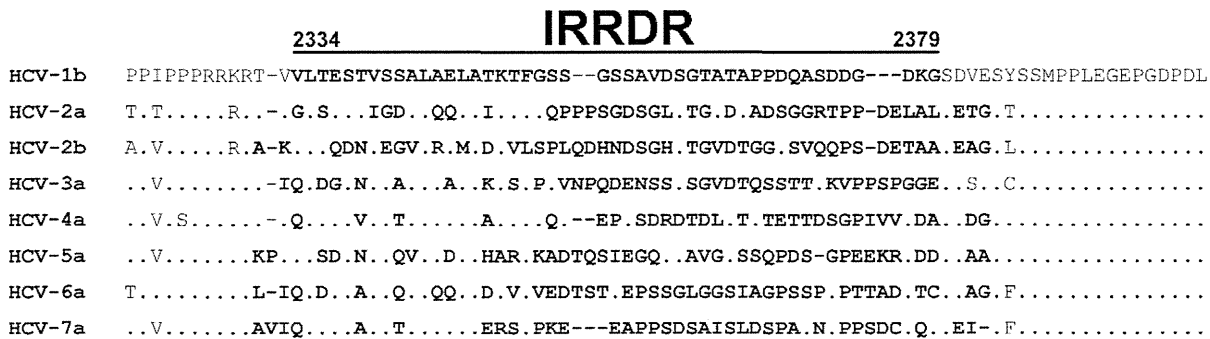 IRRDR
2334 2379
HCV-1b PPIPPPRRKRT-VVLTESTVSSALAELATKTFGSS--GSSAVDSGTATAPPDQASDDG---DKGSDVESYSSMPPLEGEPGDPDL
HCV-2a T.T.....R..-.G.S...IGD..QQ..I....QPPPSGDSGL.TG.D.ADSGGRTPP-DELAL.ETG.T...............
HCV-2b A.V.....R.A-K...QDN.EGV.R.M.D.VLSPLQDHNDSGH.TGVDTGG.SVQQPS-DETAA.EAG.L...............
HCV-3a ..V........-IQ.DG.N..A...A..K.S.P.VNPQDENSS.SGVDTQSSTT.KVPPSPGGE..S..C...............
HCV-4a ..V.S......-.Q....V..T......A...Q.--EP.SDRDTDL.T.TETTDSGPIVV.DA..DG..................
HCV-5a ..V........KP...SD.N..QV..D..HAR.KADTQSIEGQ..AVG.SSQPDS-GPEEKR.DD..AA................
HCV-6a T.........L-IQ.D..A..Q..QQ..D.V.VEDTST.EPSSGLGGSIAGPSSP.PTTAD.TC..AG.F...............
HCV-7a ..V........AVIQ....A..T......ERS.PKE---EAPPSDSAISLDSPA.N.PPSDC.Q..EI-.F...............